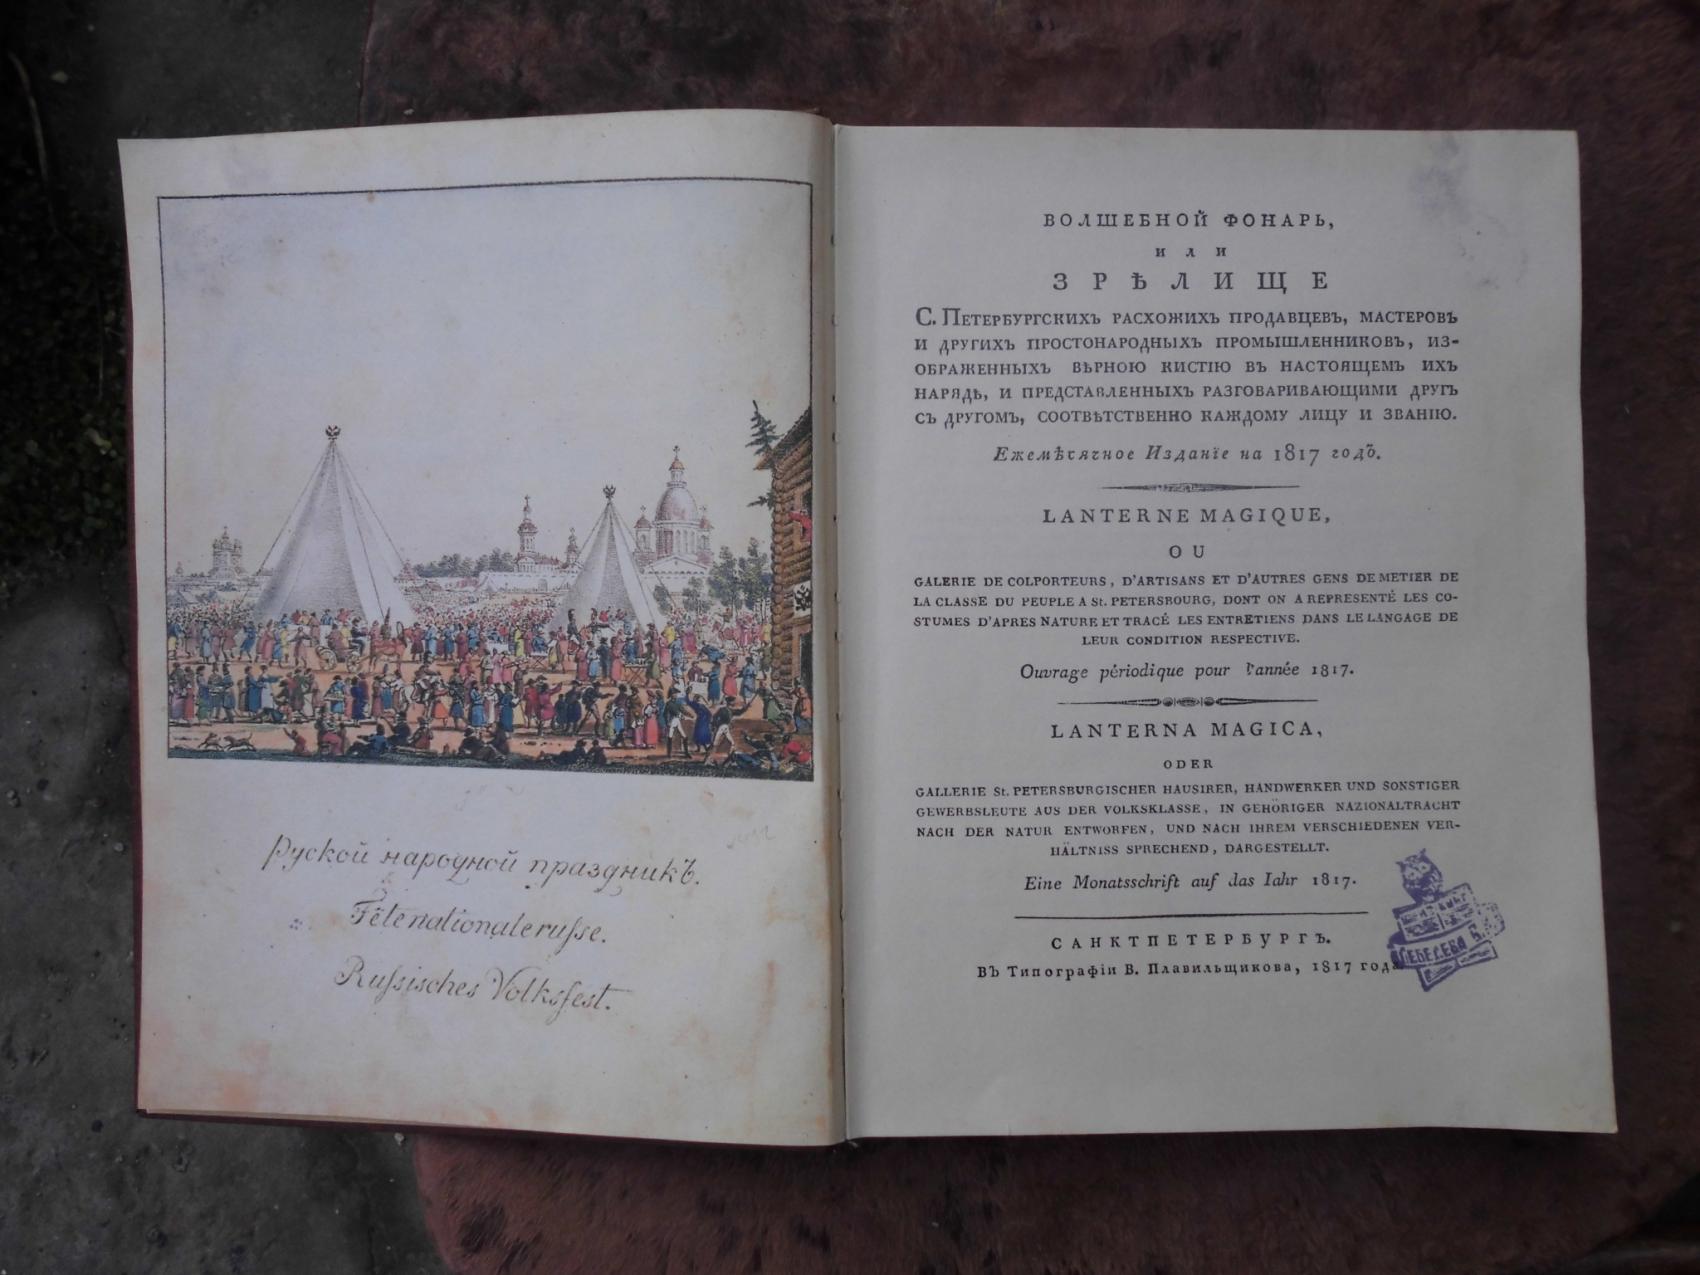 Руской народной праздникъ.
Fête nationale ruſse.
Ruſsisches Volksfest.
ВОЛШЕБНОЙ ФОНАРЬ,
ИЛИ
ЗРѢЛИЩЕ
С. ПЕТЕРБУРГСКИХЪ РАСХОЖИХЪ ПРОДАВЦЕВЪ, МАСТЕРОВЪ
И ДРУГИХЪ ПРОСТОНАРОДНЫХЪ ПРОМЫШЛЕННИКОВЪ, ИЗ-
ОБРАЖЕННЫХЪ ВѢРНОЮ КИСТІЮ ВЪ НАСТОЯЩЕМЪ ИХЪ
НАРЯДѢ, И ПРЕДСТАВЛЕННЫХЪ РАЗГОВАРИВАЮЩИМИ ДРУГЪ
СЪ ДРУГОМЪ, СООТВѢТСТВЕННО КАЖДОМУ ЛИЦУ И ЗВАНІЮ.
Ежемѣсячное Изданіе на 1817 годъ.
LANTERNE MAGIQUE,
OU
GALERIE DE COLPORTEURS, D'ARTISANS ET D'AUTRES GENS DE METIER DE
LA CLASSE DU PEUPLE A St. PETERSBOURG, DONT ON A REPRESENTÉ LES CO-
STUMES D'APRES NATURE ET TRACÉ LES ENTRETIENS DANS LE LANGAGE DE
LEUR CONDITION RESPECTIVE.
Ouvrage périodique pour l'année 1817.
LANTERNA MAGICA,
ODER
GALLERIE St. PETERSBURGISCHER HAUSIRER, HANDWERKER UND SONSTIGER
GEWERBSLEUTE AUS DER VOLKSKLASSE, IN GEHÖRIGER NAZIONALTRACHT
NACH DER NATUR ENTWORFEN, UND NACH IHREM VERSCHIEDENEN VER-
HÄLTNISS SPRECHEND, DARGESTELLT.
Eine Monatsschrift auf das Iahr 1817.
САНКТПЕТЕРБУРГЪ.
Въ Типографіи В. Плавильщикова, 1817 года
ЛЕБЕДЕВА